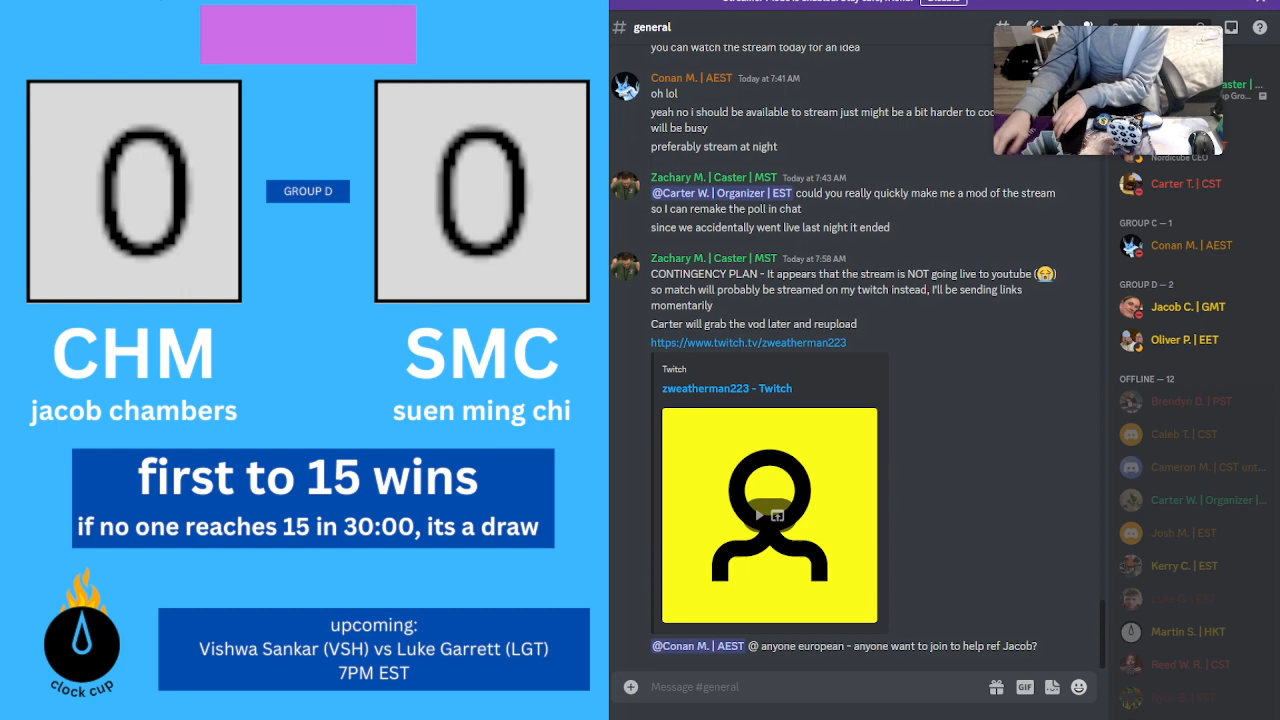 0
0
GROUP D
CHM
SMC
jacob chambers
suen ming chi
first to 15 wins
if no one reaches 15 in 30:00, its a draw
clock cup
upcoming:
Vishwa Sankar (VSH) vs Luke Garrett (LGT)
7PM EST
# general
you can watch the stream today for an idea
Conan M. | AEST Today at 7:41 AM
oh lol
yeah no i should be available to stream just might be a bit harder to
will be busy
preferably stream at night
Zachary M. | Caster | MST Today at 7:43 AM
@Carter W. | Organizer | EST could you really quickly make me a mod of the stream
so I can remake the poll in chat
since we accidentally went live last night it ended
Zachary M. | Caster | MST Today at 7:58 AM
CONTINGENCY PLAN - It appears that the stream is NOT going live to youtube (😭)
so match will probably be streamed on my twitch instead, I'll be sending links
momentarily
Carter will grab the vod later and reupload
https://www.twitch.tv/zweatherman223
Twitch
zweatherman223 - Twitch
@Conan M. | AEST @ anyone european - anyone want to join to help ref Jacob?
Message #general
GIF
aster | ...
up Gro...
Nordicube CEO
Carter T. | CST
GROUP C — 1
Conan M. | AEST
GROUP D — 2
Jacob C. | GMT
Oliver P. | EET
OFFLINE — 12
Brendyn D. | PST
Caleb T. | CST
Cameron M. | CST unt...
Carter W. | Organizer | ...
Josh M. | EST
Kerry C. | EST
Martin S. | HKT
Reed W. R. | CST